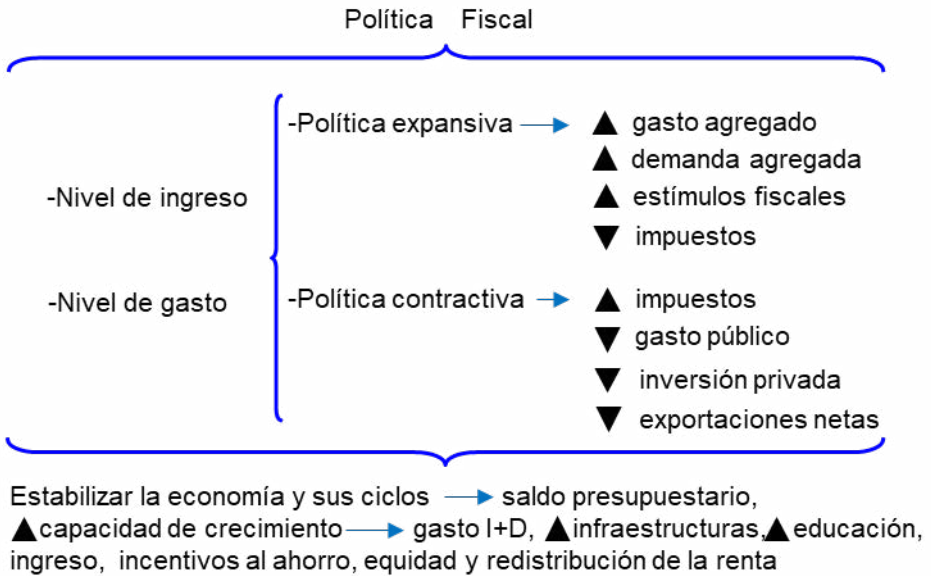 Política Fiscal
-Nivel de ingreso
-Nivel de gasto
-Política expansiva → ▲ gasto agregado
▲ demanda agregada
▲ estímulos fiscales
▼ impuestos
-Política contractiva → ▲ impuestos
▼ gasto público
▼ inversión privada
▼ exportaciones netas
Estabilizar la economía y sus ciclos → saldo presupuestario,
▲capacidad de crecimiento → gasto I+D, ▲infraestructuras,▲educación,
ingreso, incentivos al ahorro, equidad y redistribución de la renta